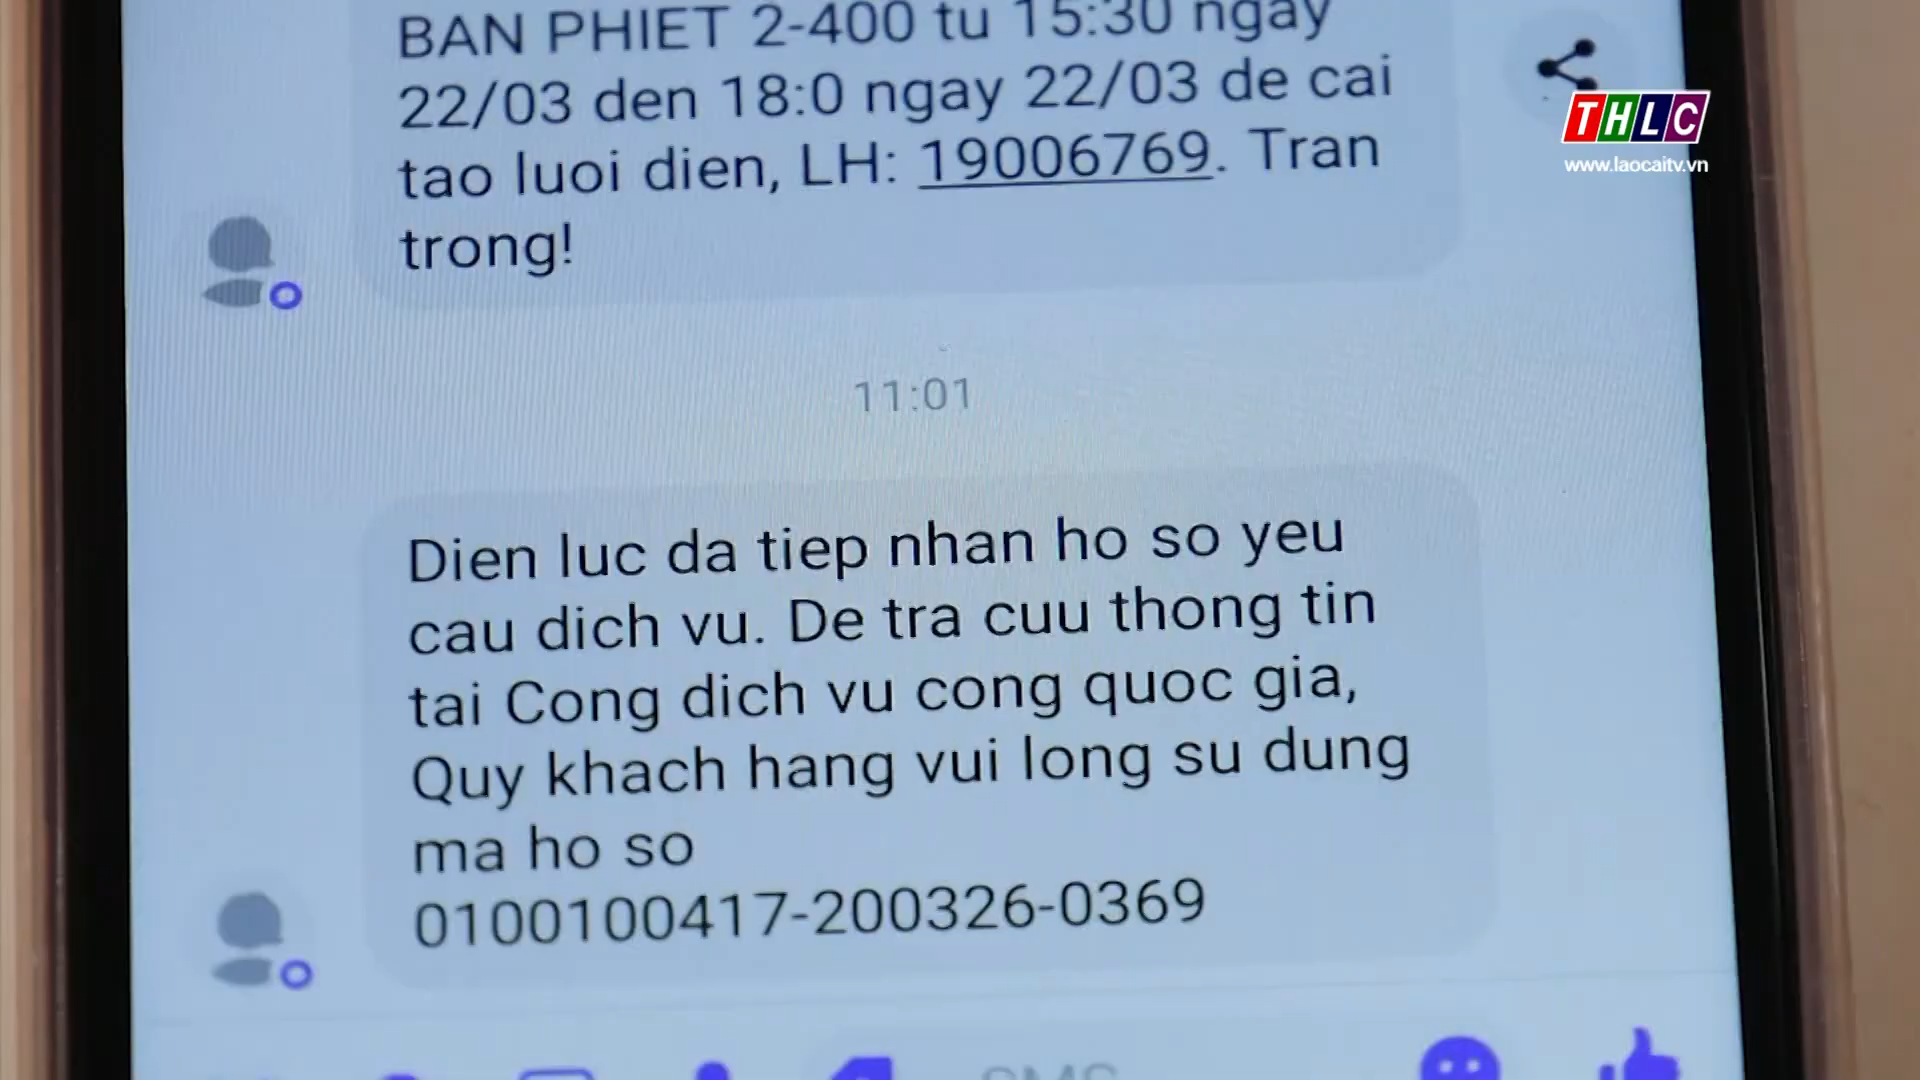 BAN PHIET 2-400 tu 15:30 ngay
22/03 den 18:0 ngay 22/03 de cai
tao luoi dien, LH: 19006769. Tran
trong!
THLC
www.laocaitv.vn
11:01
Dien luc da tiep nhan ho so yeu
cau dich vu. De tra cuu thong tin
tai Cong dich vu cong quoc gia,
Quy khach hang vui long su dung
ma ho so
0100100417-200326-0369
SMS